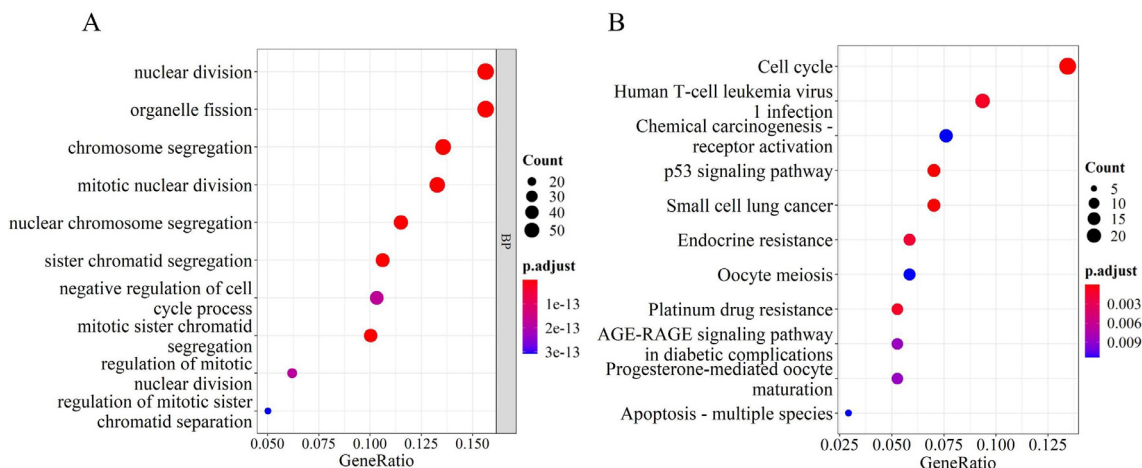 A
nuclear division
organelle fission
chromosome segregation
mitotic nuclear division
nuclear chromosome segregation
sister chromatid segregation
negative regulation of cell
cycle process
mitotic sister chromatid
segregation
regulation of mitotic
nuclear division
regulation of mitotic sister
chromatid separation
0.050 0.075 0.100 0.125 0.150
GeneRatio
BP
Count
20
30
40
50
p.adjust
1e-13
2e-13
3e-13
B
Cell cycle
Human T-cell leukemia virus
1 infection
Chemical carcinogenesis -
receptor activation
p53 signaling pathway
Small cell lung cancer
Endocrine resistance
Oocyte meiosis
Platinum drug resistance
AGE-RAGE signaling pathway
in diabetic complications
Progesterone-mediated oocyte
maturation
Apoptosis - multiple species
0.025 0.050 0.075 0.100 0.125
GeneRatio
Count
5
10
15
20
p.adjust
0.003
0.006
0.009